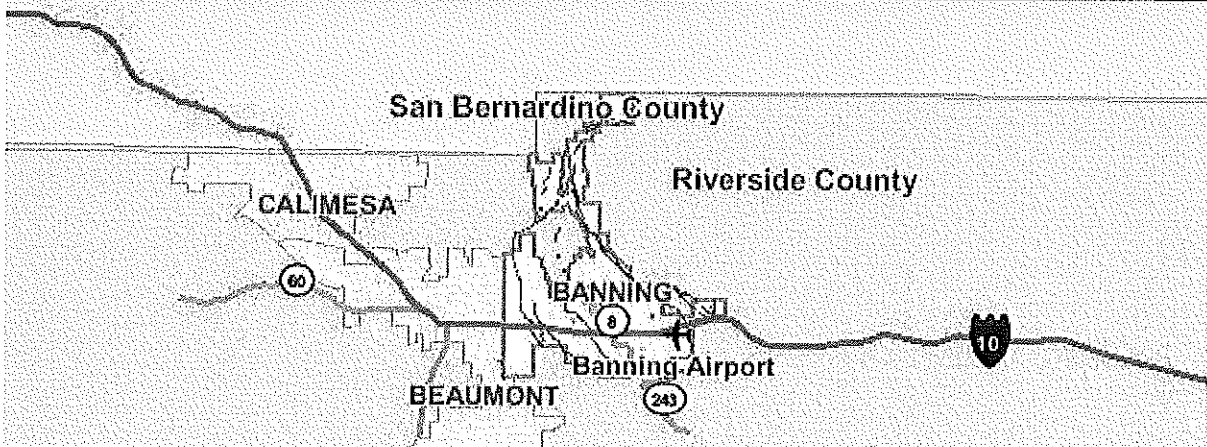 San Bernardino County
Riverside County
CALIMESA
60
BANNING
8
10
Banning Airport
BEAUMONT
243